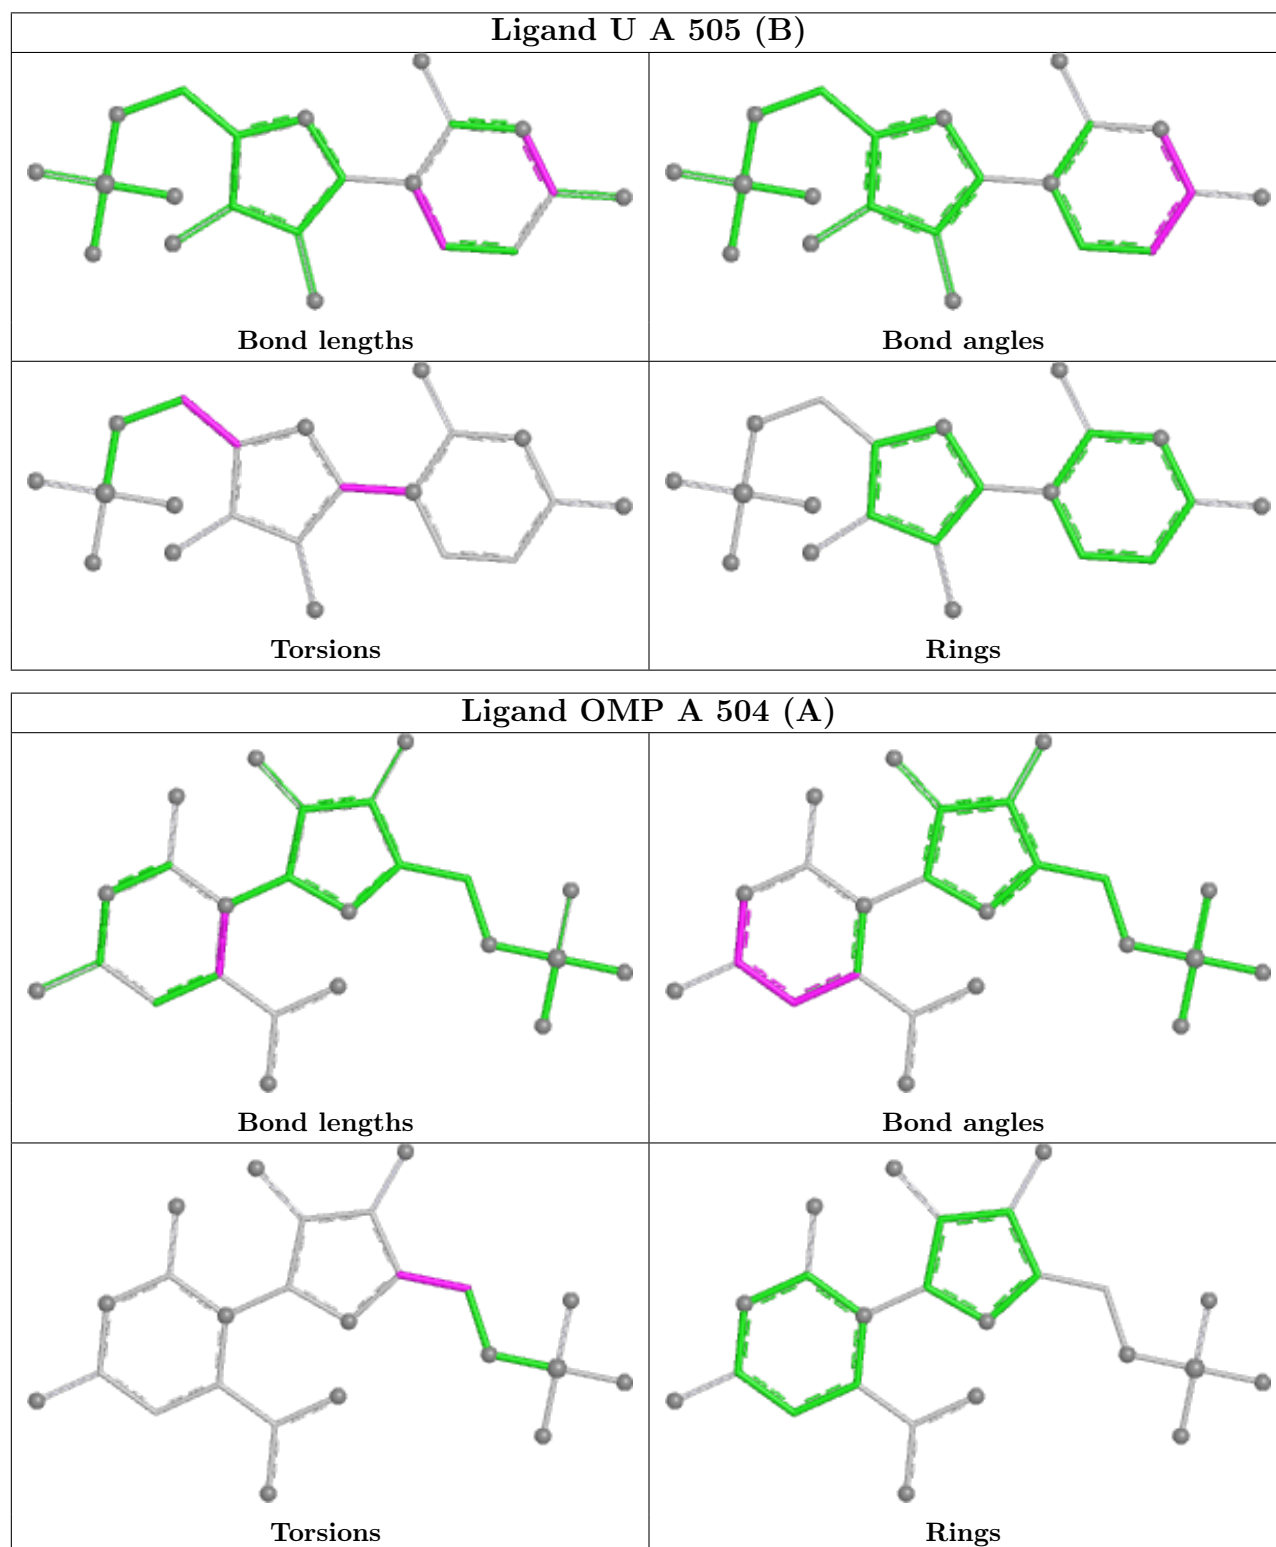 Ligand U A 505 (B)
Bond lengths
Bond angles
Torsions
Rings
Ligand OMP A 504 (A)
Bond lengths
Bond angles
Torsions
Rings